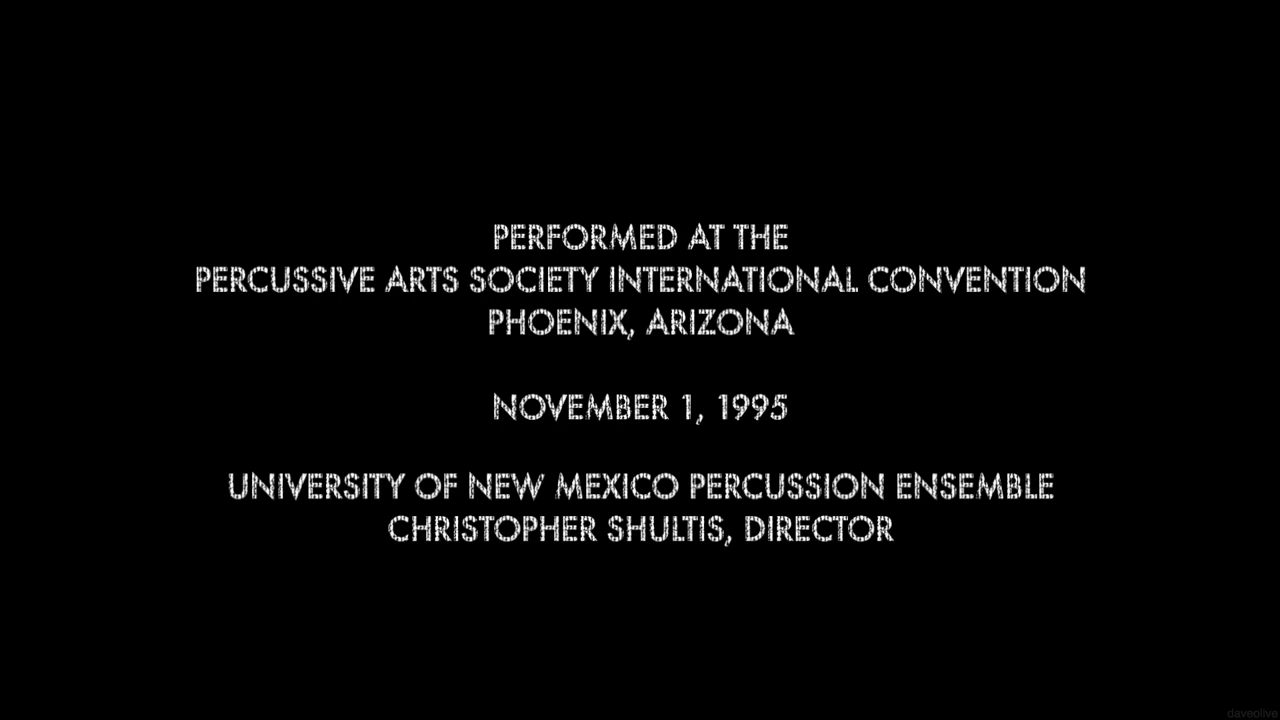 PERFORMED AT THE
PERCUSSIVE ARTS SOCIETY INTERNATIONAL CONVENTION
PHOENIX, ARIZONA
NOVEMBER 1, 1995
UNIVERSITY OF NEW MEXICO PERCUSSION ENSEMBLE
CHRISTOPHER SHULTIS, DIRECTOR
daveolive